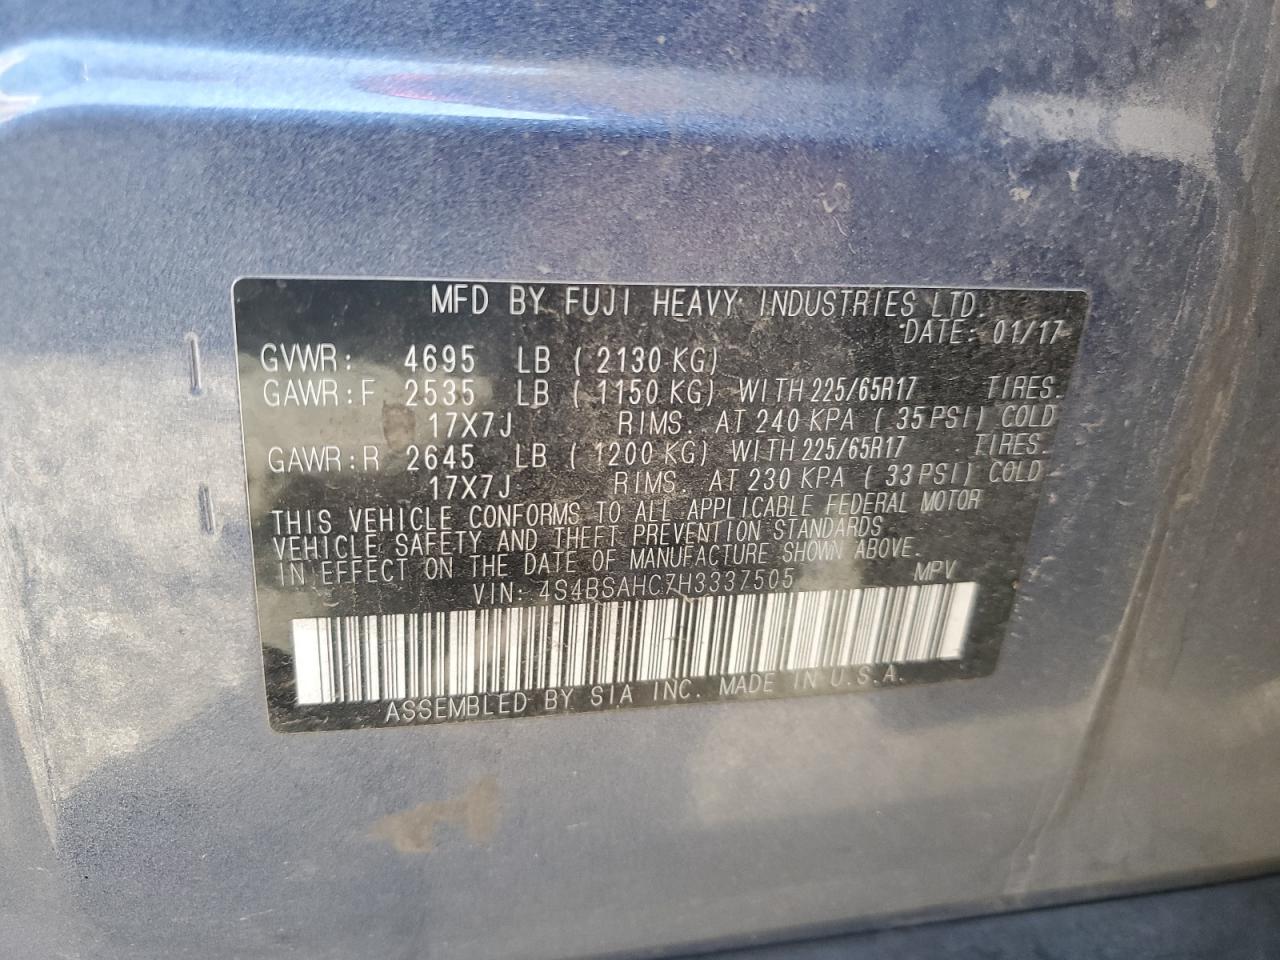 MFD BY FUJI HEAVY INDUSTRIES LTD.
DATE: 01/17
GVWR: 4695 LB ( 2130 KG)
GAWR:F 2535 LB ( 1150 KG) WITH 225/65R17 TIRES.
17X7J RIMS. AT 240 KPA ( 35 PSI) COLD
GAWR:R 2645 LB ( 1200 KG) WITH 225/65R17 TIRES.
17X7J RIMS. AT 230 KPA ( 33 PSI) COLD
THIS VEHICLE CONFORMS TO ALL APPLICABLE FEDERAL MOTOR
VEHICLE SAFETY AND THEFT PREVENTION STANDARDS
IN EFFECT ON THE DATE OF MANUFACTURE SHOWN ABOVE.
VIN: 4S4BSAHC7H3337505 MPV
ASSEMBLED BY SIA INC. MADE IN U.S.A.